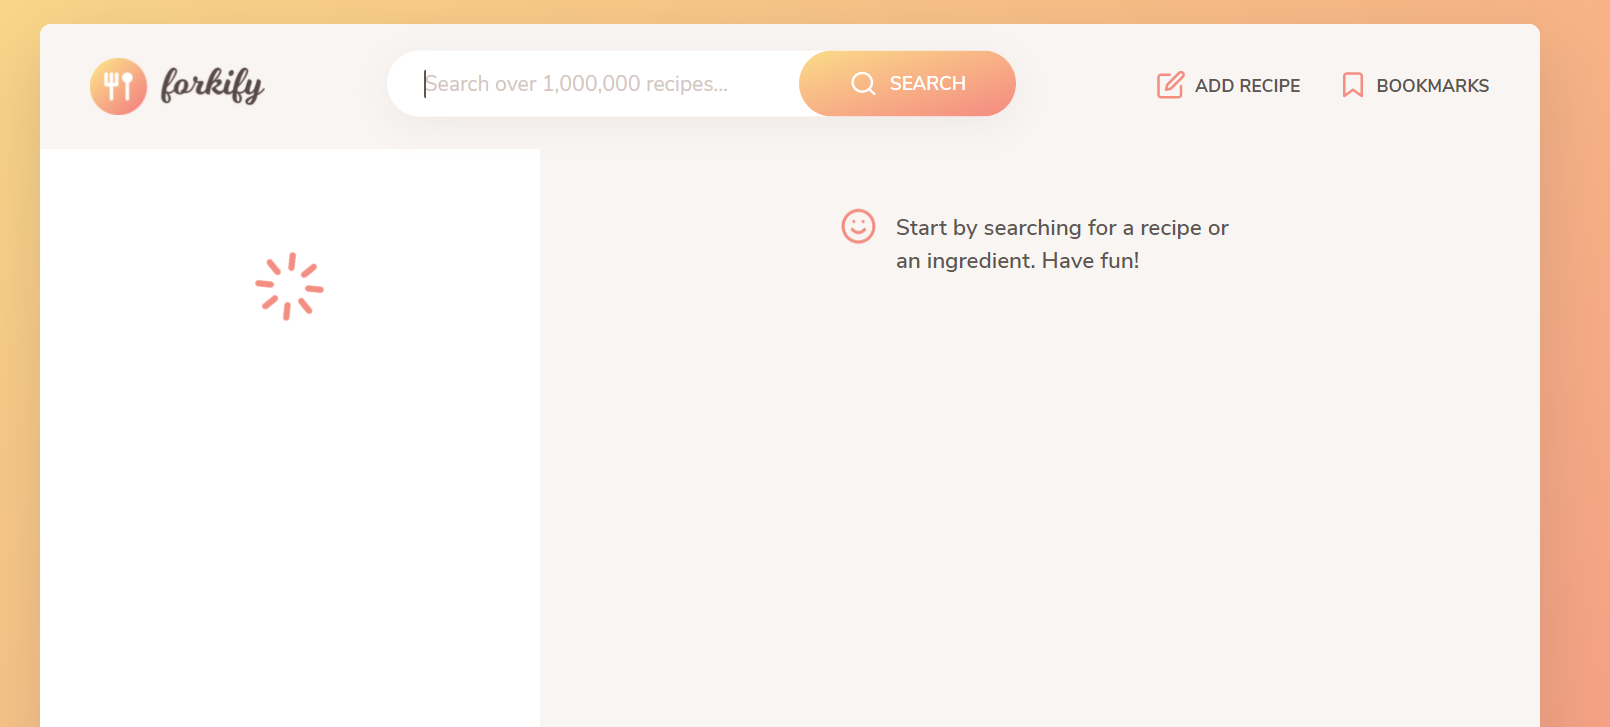 forkify
Search over 1,000,000 recipes...
SEARCH
ADD RECIPE
BOOKMARKS
Start by searching for a recipe or
an ingredient. Have fun!